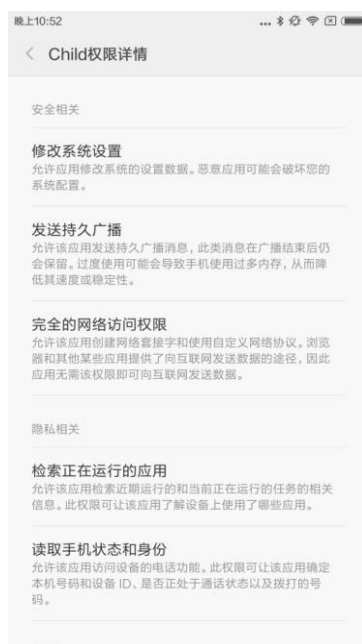 晚上10:52
...
Child权限详情
安全相关
修改系统设置
允许应用修改系统的设置数据。恶意应用可能会破坏您的
系统配置。
发送持久广播
允许该应用发送持久广播消息，此类消息在广播结束后仍
会保留。过度使用可能会导致手机使用过多内存，从而降
低其速度或稳定性。
完全的网络访问权限
允许该应用创建网络套接字和使用自定义网络协议。浏览
器和其他某些应用提供了向互联网发送数据的途径，因此
应用无需该权限即可向互联网发送数据。
隐私相关
检索正在运行的应用
允许该应用检索近期运行的和当前正在运行的任务的相关
信息。此权限可让该应用了解设备上使用了哪些应用。
读取手机状态和身份
允许该应用访问设备的电话功能。此权限可让该应用确定
本机号码和设备 ID、是否正处于通话状态以及拨打的号
码。